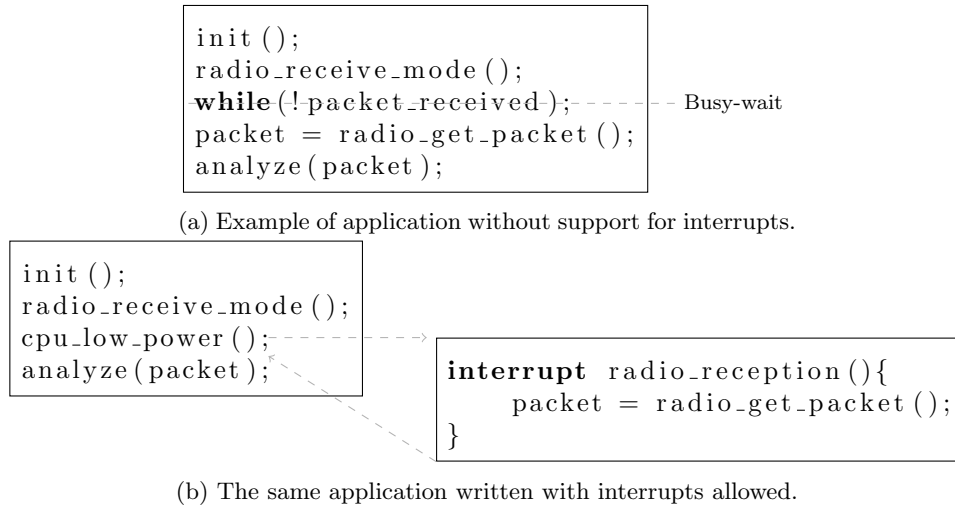 init();
radio_receive_mode();
while(!packet_received); Busy-wait
packet = radio_get_packet();
analyze(packet);
(a) Example of application without support for interrupts.
init();
radio_receive_mode();
cpu_low_power();
analyze(packet);
interrupt radio_reception(){
packet = radio_get_packet();
}
(b) The same application written with interrupts allowed.